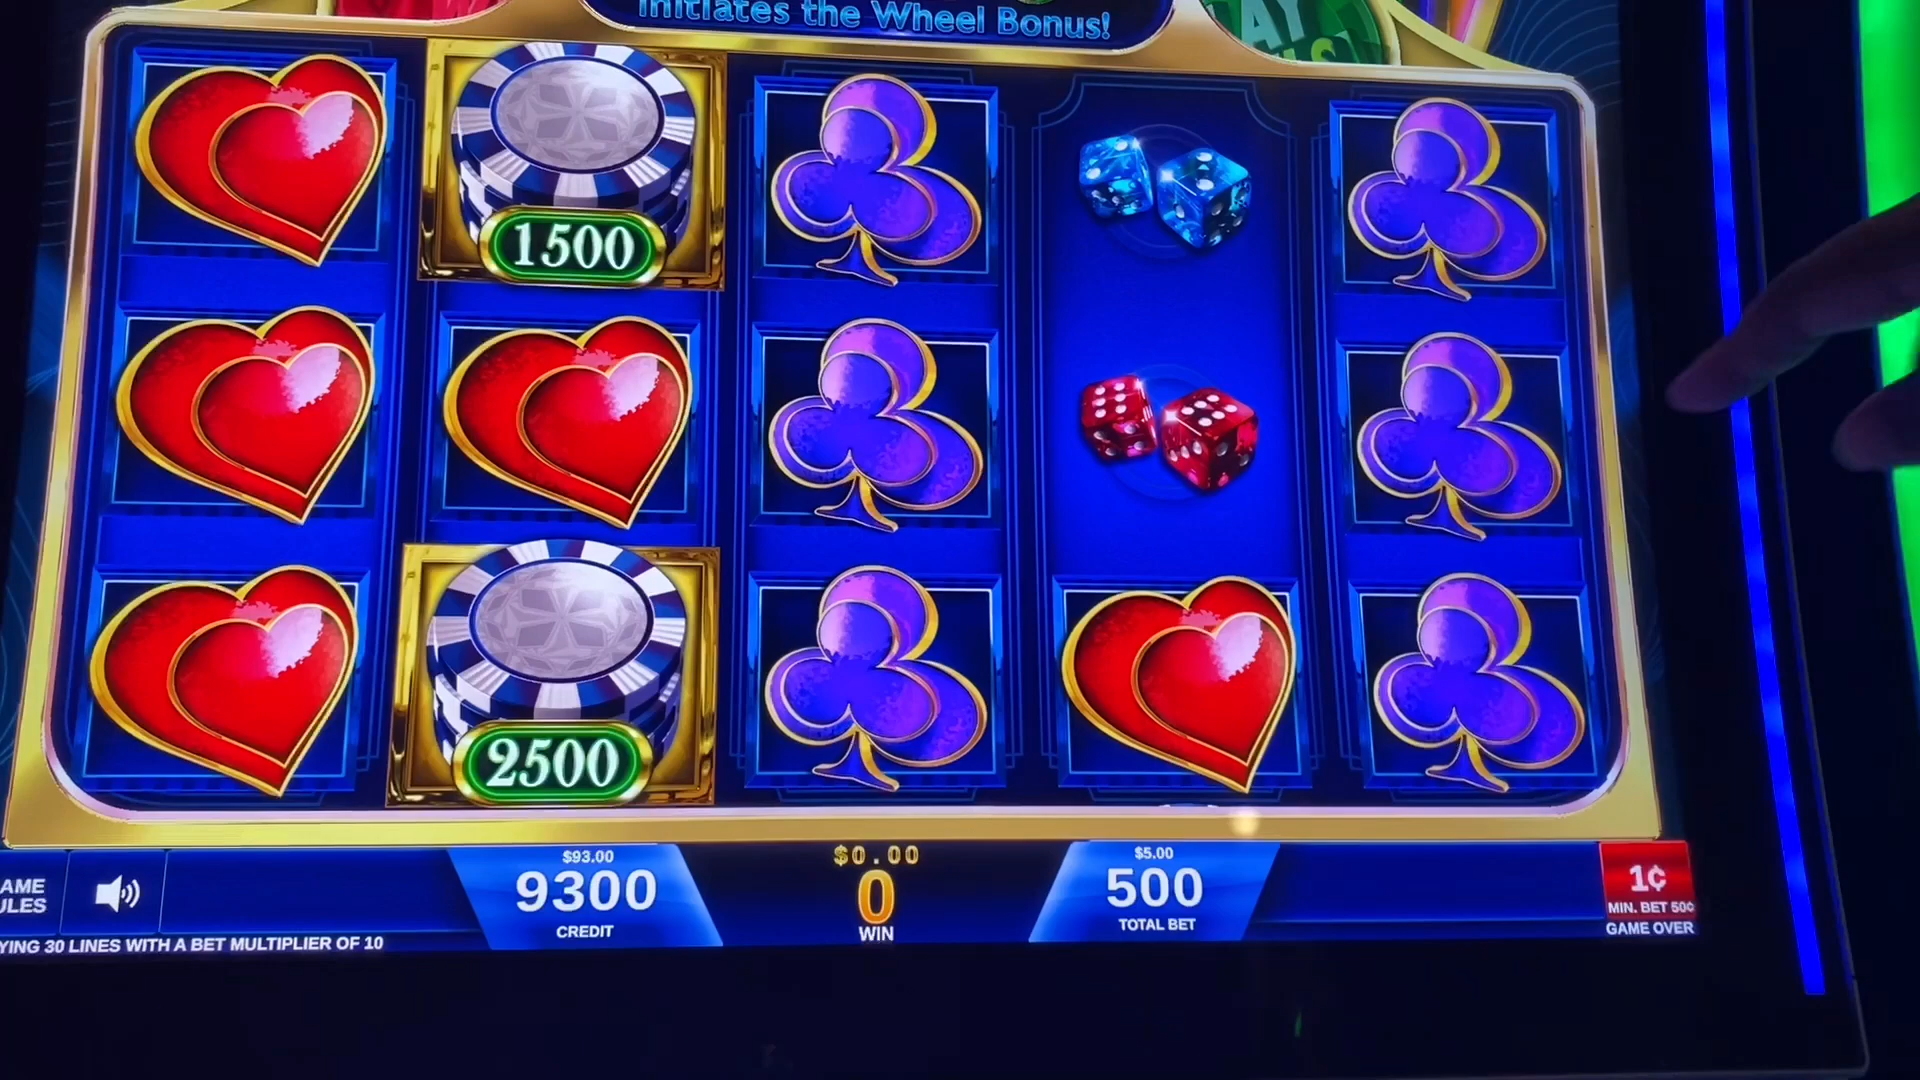 initiates the Wheel Bonus!
AY
1500
2500
$93.00
9300
CREDIT
$0.00
0
WIN
$5.00
500
TOTAL BET
1¢
MIN. BET 50¢
GAME OVER
AME
ULES
YING 30 LINES WITH A BET MULTIPLIER OF 10